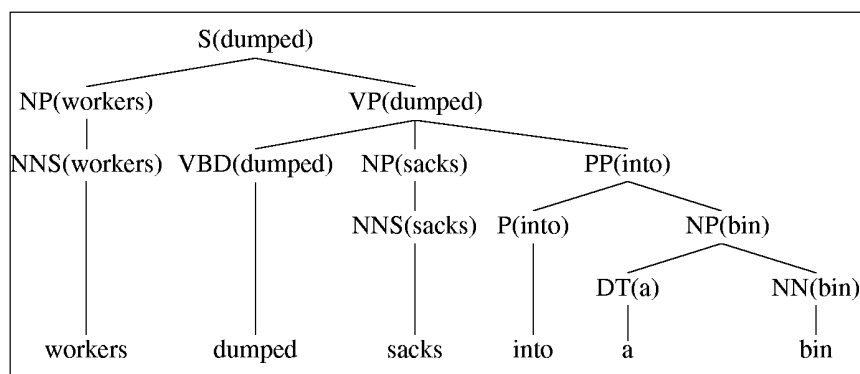 S(dumped)
NP(workers) VP(dumped)
NNS(workers) VBD(dumped) NP(sacks) PP(into)
NNS(sacks) P(into) NP(bin)
DT(a) NN(bin)
workers dumped sacks into a bin